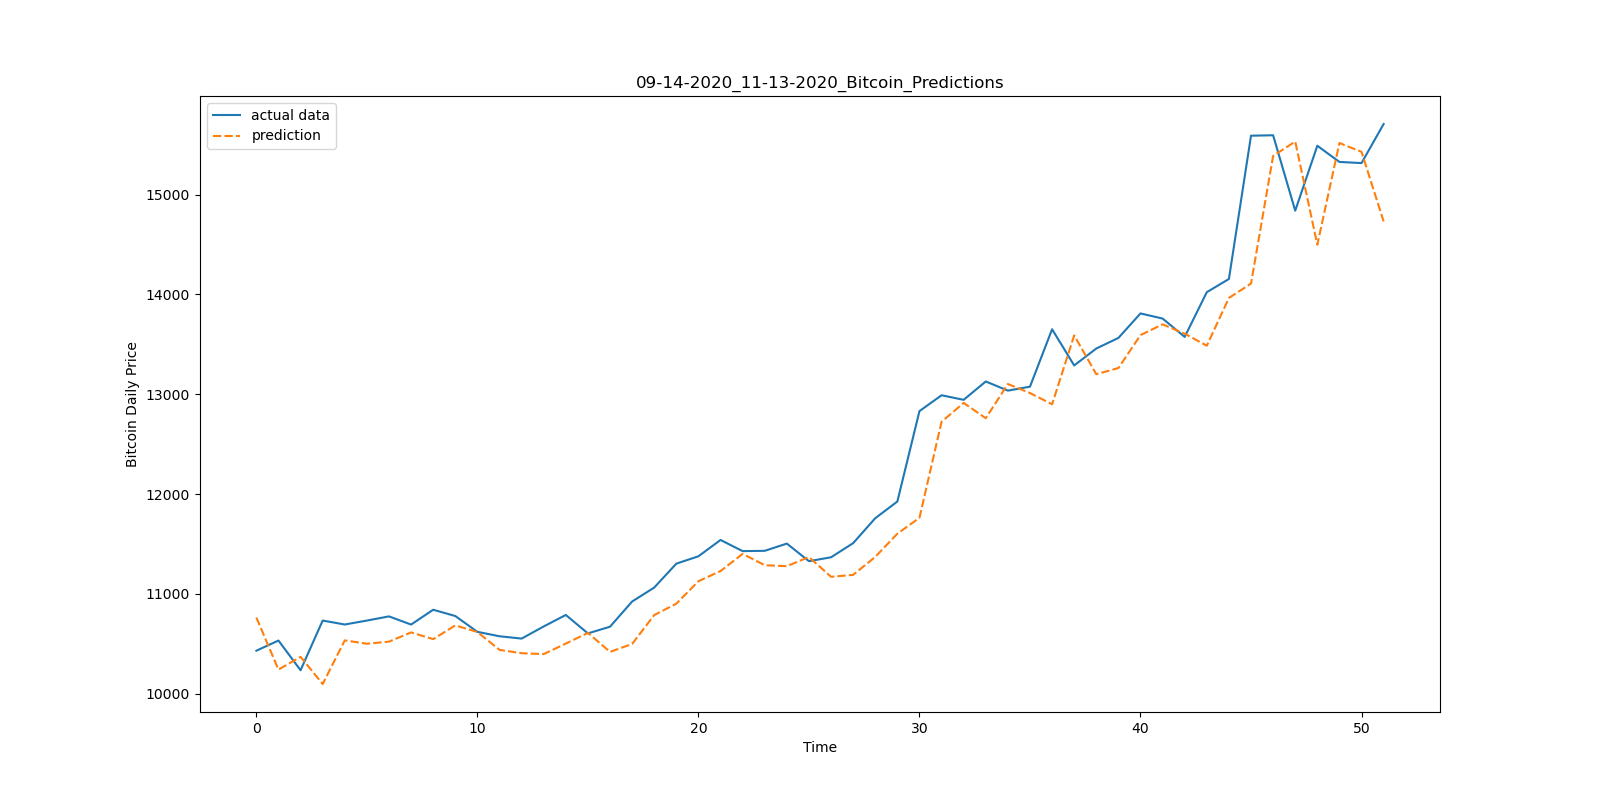 09-14-2020_11-13-2020_Bitcoin_Predictions
actual data
prediction
Bitcoin Daily Price
15000
14000
13000
12000
11000
10000
0 10 20 30 40 50
Time